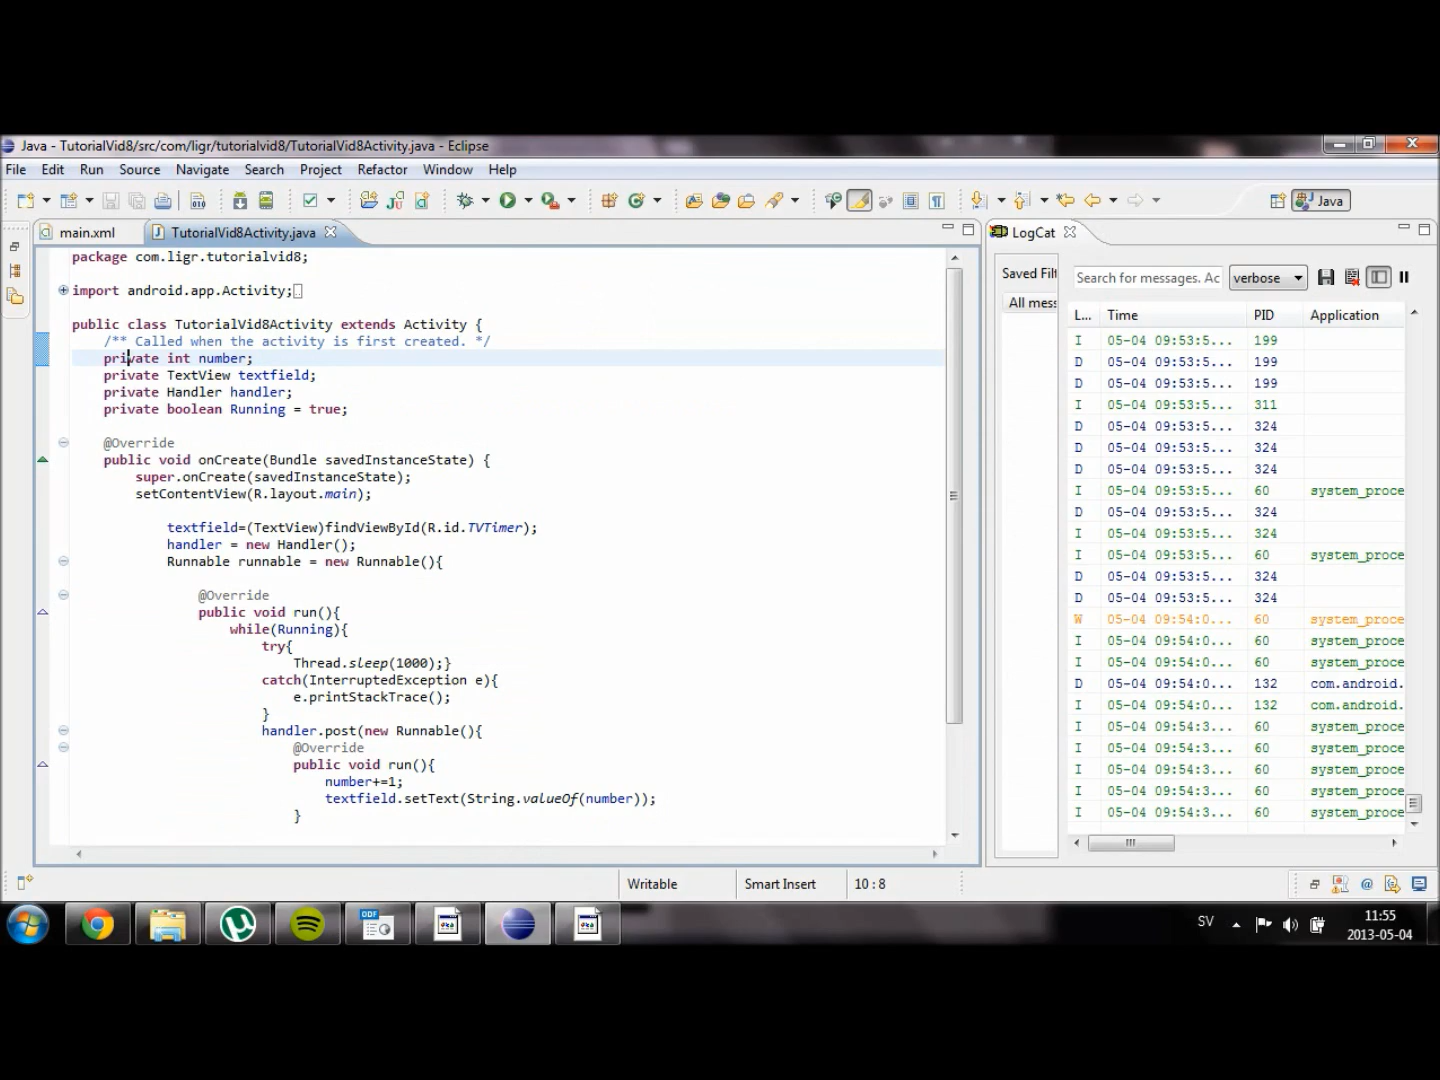 Java - TutorialVid8/src/com/ligr/tutorialvid8/TutorialVid8Activity.java - Eclipse
File Edit Run Source Navigate Search Project Refactor Window Help
Java
main.xml
TutorialVid8Activity.java
package com.ligr.tutorialvid8;
import android.app.Activity;
public class TutorialVid8Activity extends Activity {
/** Called when the activity is first created. */
private int number;
private TextView textfield;
private Handler handler;
private boolean Running = true;
@Override
public void onCreate(Bundle savedInstanceState) {
super.onCreate(savedInstanceState);
setContentView(R.layout.main);
textfield=(TextView)findViewById(R.id.TVTimer);
handler = new Handler();
Runnable runnable = new Runnable(){
@Override
public void run(){
while(Running){
try{
Thread.sleep(1000);}
catch(InterruptedException e){
e.printStackTrace();
}
handler.post(new Runnable(){
@Override
public void run(){
number+=1;
textfield.setText(String.valueOf(number));
}
LogCat
Saved Filt
All mess
Search for messages. Ac verbose
L... Time PID Application
I 05-04 09:53:5... 199
D 05-04 09:53:5... 199
D 05-04 09:53:5... 199
I 05-04 09:53:5... 311
D 05-04 09:53:5... 324
D 05-04 09:53:5... 324
D 05-04 09:53:5... 324
I 05-04 09:53:5... 60 system_proce
D 05-04 09:53:5... 324
I 05-04 09:53:5... 324
I 05-04 09:53:5... 60 system_proce
D 05-04 09:53:5... 324
D 05-04 09:53:5... 324
W 05-04 09:54:0... 60 system_proce
I 05-04 09:54:0... 60 system_proce
I 05-04 09:54:0... 60 system_proce
D 05-04 09:54:0... 132 com.android.
I 05-04 09:54:0... 132 com.android.
I 05-04 09:54:3... 60 system_proce
I 05-04 09:54:3... 60 system_proce
I 05-04 09:54:3... 60 system_proce
I 05-04 09:54:3... 60 system_proce
I 05-04 09:54:3... 60 system_proce
Writable Smart Insert 10:8
ODF
SV
11:55
2013-05-04